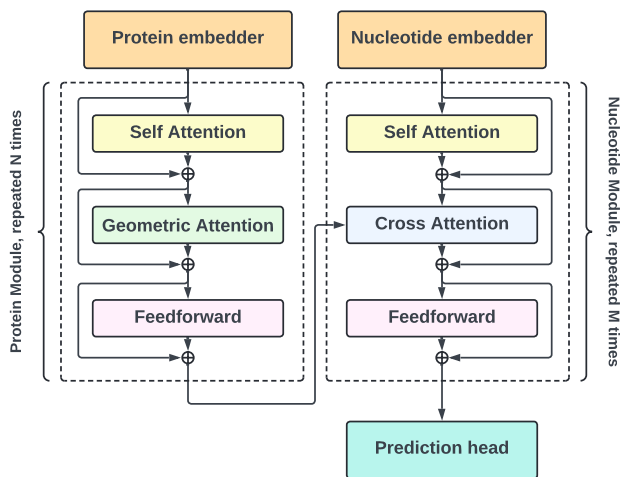 Protein embedder
Nucleotide embedder
Protein Module, repeated N times
Self Attention
Geometric Attention
Feedforward
Self Attention
Cross Attention
Feedforward
Nucleotide Module, repeated M times
Prediction head